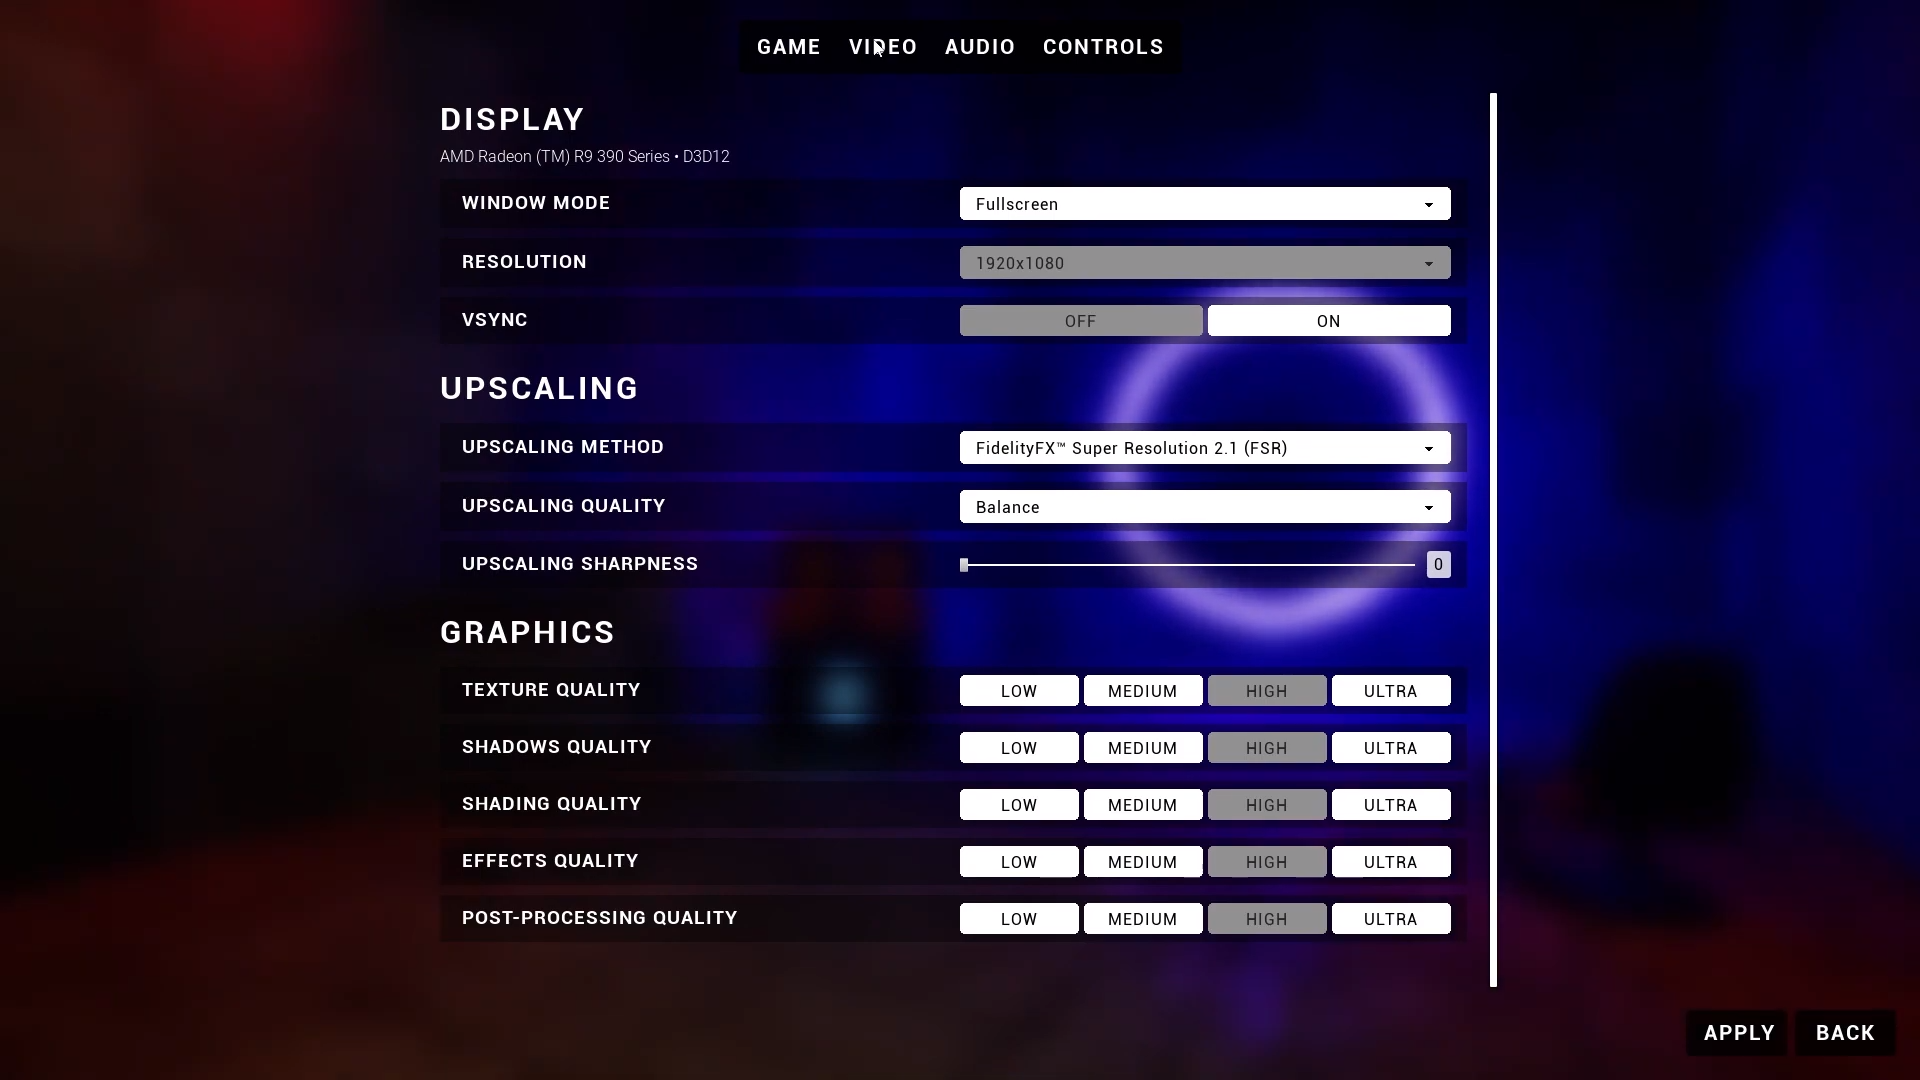 GAME VIDEO AUDIO CONTROLS
DISPLAY
AMD Radeon (TM) R9 390 Series • D3D12
WINDOW MODE Fullscreen
RESOLUTION 1920x1080
VSYNC OFF ON
UPSCALING
UPSCALING METHOD FidelityFX™ Super Resolution 2.1 (FSR)
UPSCALING QUALITY Balance
UPSCALING SHARPNESS 0
GRAPHICS
TEXTURE QUALITY LOW MEDIUM HIGH ULTRA
SHADOWS QUALITY LOW MEDIUM HIGH ULTRA
SHADING QUALITY LOW MEDIUM HIGH ULTRA
EFFECTS QUALITY LOW MEDIUM HIGH ULTRA
POST-PROCESSING QUALITY LOW MEDIUM HIGH ULTRA
APPLY BACK